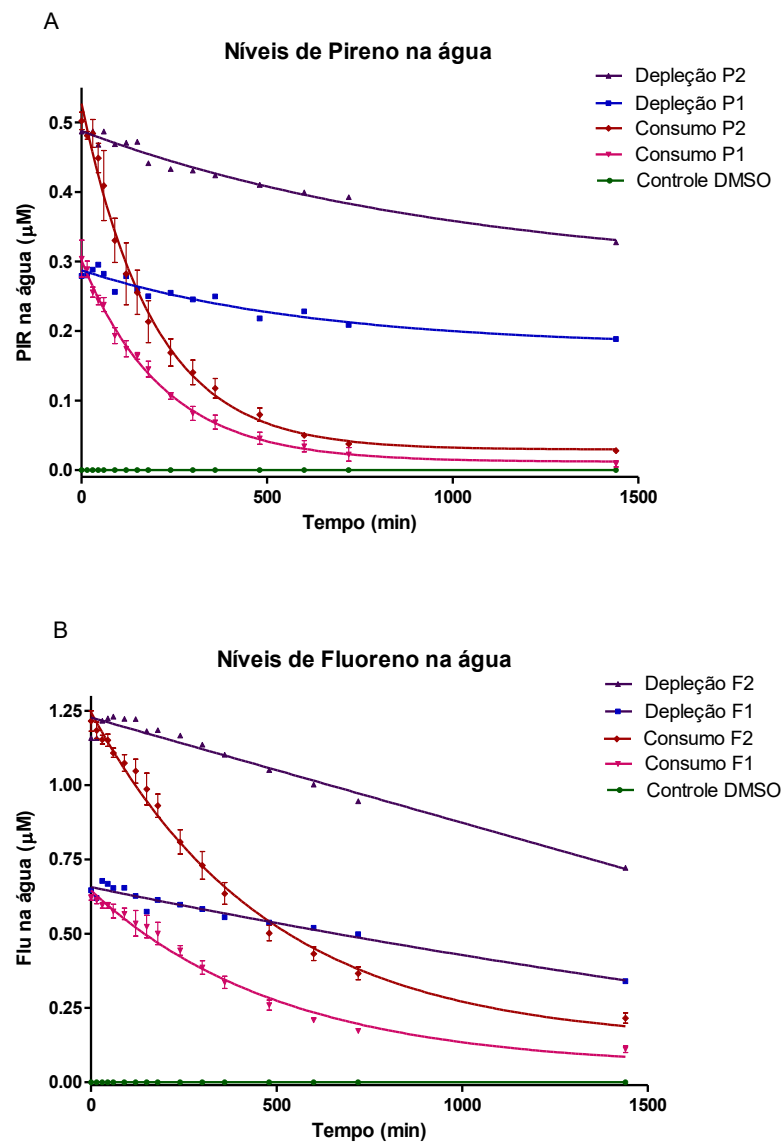 A
Níveis de Pireno na água
Depleção P2
Depleção P1
Consumo P2
Consumo P1
Controle DMSO
PIR na água (µM)
0.5
0.4
0.3
0.2
0.1
0.0
0
500
1000
1500
Tempo (min)
B
Níveis de Fluoreno na água
Depleção F2
Depleção F1
Consumo F2
Consumo F1
Controle DMSO
Flu na água (µM)
1.25
1.00
0.75
0.50
0.25
0.00
0
500
1000
1500
Tempo (min)